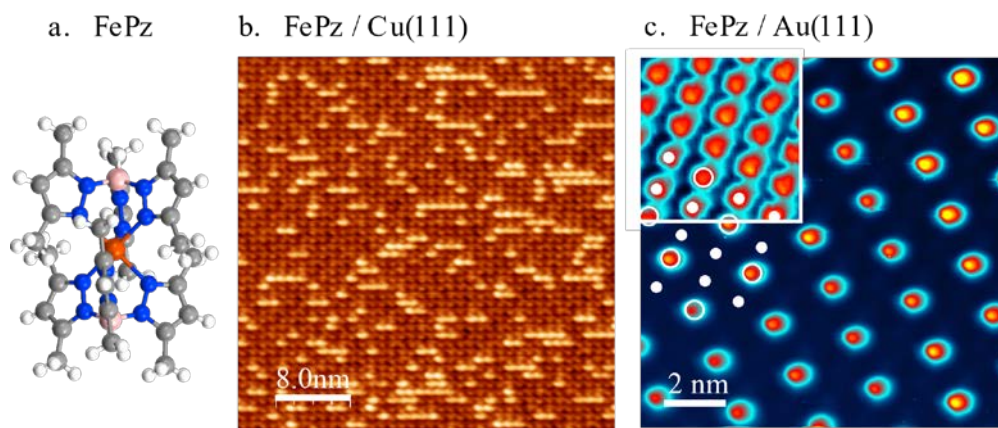 a. FePz
b. FePz / Cu(111)
c. FePz / Au(111)
8.0nm
2 nm